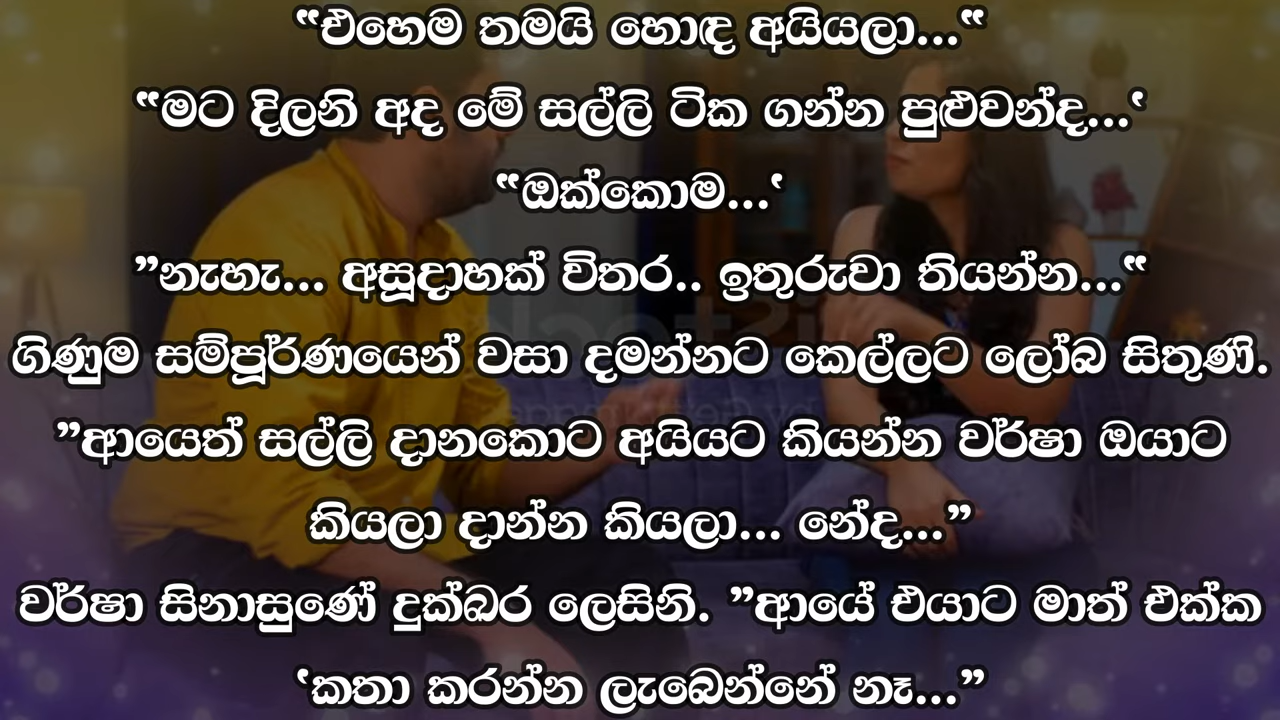 “එහෙම තමයි හොඳ අයියලා...“
“මට දිලනි අද මේ සල්ලි ටික ගන්න පුළුවන්ද...‘
“ඔක්කොම...‘
”නැහැ... අසූදාහක් විතර.. ඉතුරුවා තියන්න...“
ගිණුම සම්පූර්ණයෙන් වසා දමන්නට කෙල්ලට ලෝබ සිතුණි.
”ආයෙත් සල්ලි දානකොට අයියට කියන්න වර්ෂා ඔයාට
කියලා දාන්න කියලා... නේද...”
වර්ෂා සිනාසුණේ දුක්ඛර ලෙසිනි. ”ආයේ එයාට මාත් එක්ක
‘කතා කරන්න ලැබෙන්නේ නෑ...”